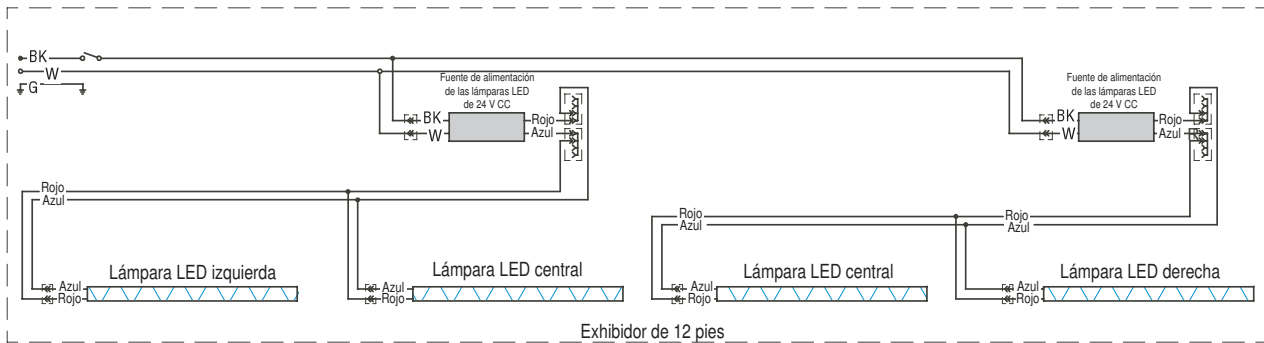 BK
W
G
Fuente de alimentación
de las lámparas LED
de 24 V CC
BK
W
Rojo
Azul
Fuente de alimentación
de las lámparas LED
de 24 V CC
BK
W
Rojo
Azul
Rojo
Azul
Rojo
Azul
Rojo
Azul
Lámpara LED izquierda
Azul
Rojo
Lámpara LED central
Azul
Rojo
Lámpara LED central
Azul
Rojo
Lámpara LED derecha
Azul
Rojo
Exhibidor de 12 pies